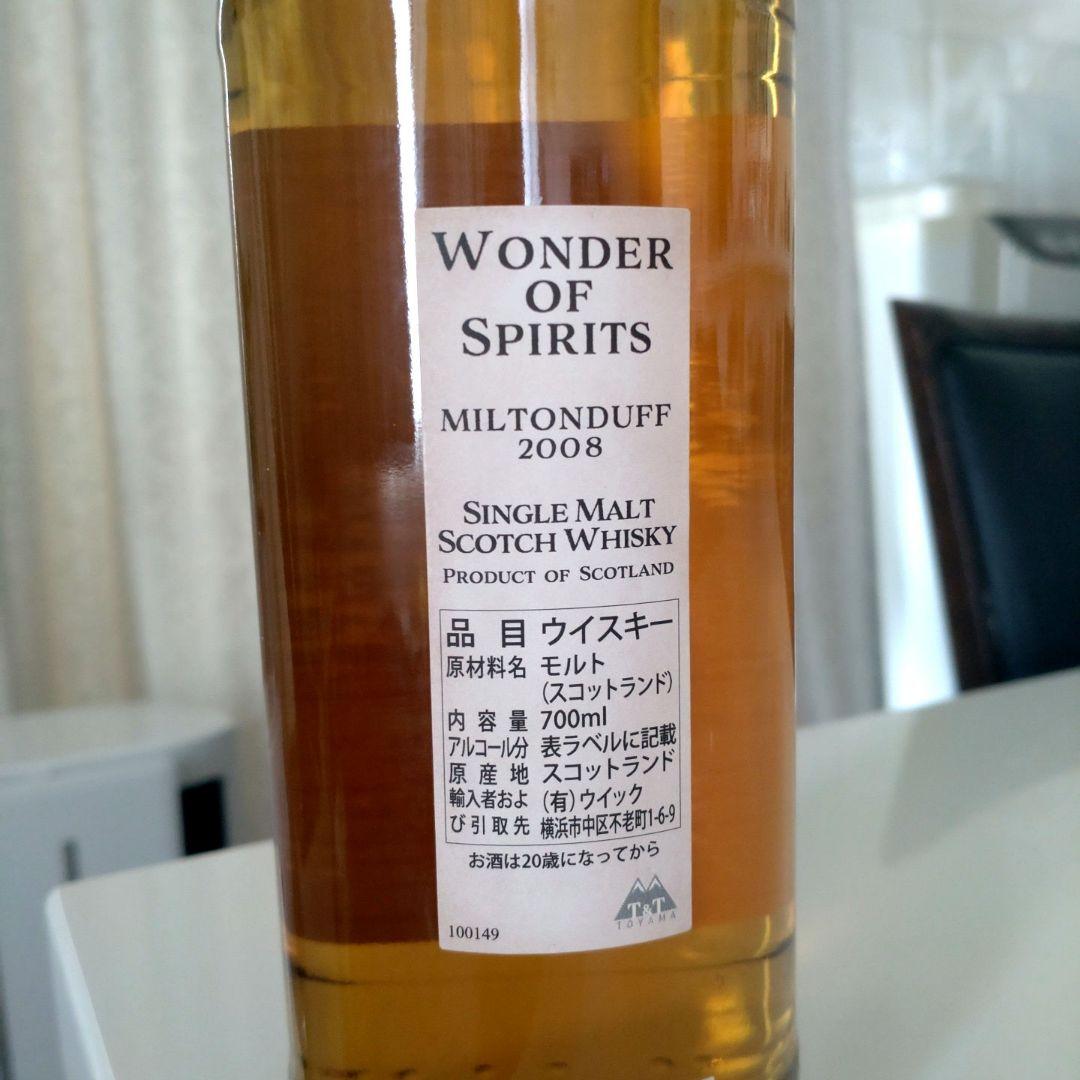 WONDER
OF
SPIRITS
MILTONDUFF
2008
SINGLE MALT
SCOTCH WHISKY
PRODUCT OF SCOTLAND
品目 ウイスキー
原材料名 モルト
(スコットランド)
内容量 700ml
アルコール分 表ラベルに記載
原産地 スコットランド
輸入者およ (有)ウイック
び引取先 横浜市中区不老町1-6-9
お酒は20歳になってから
T&T
TOYAMA
100149